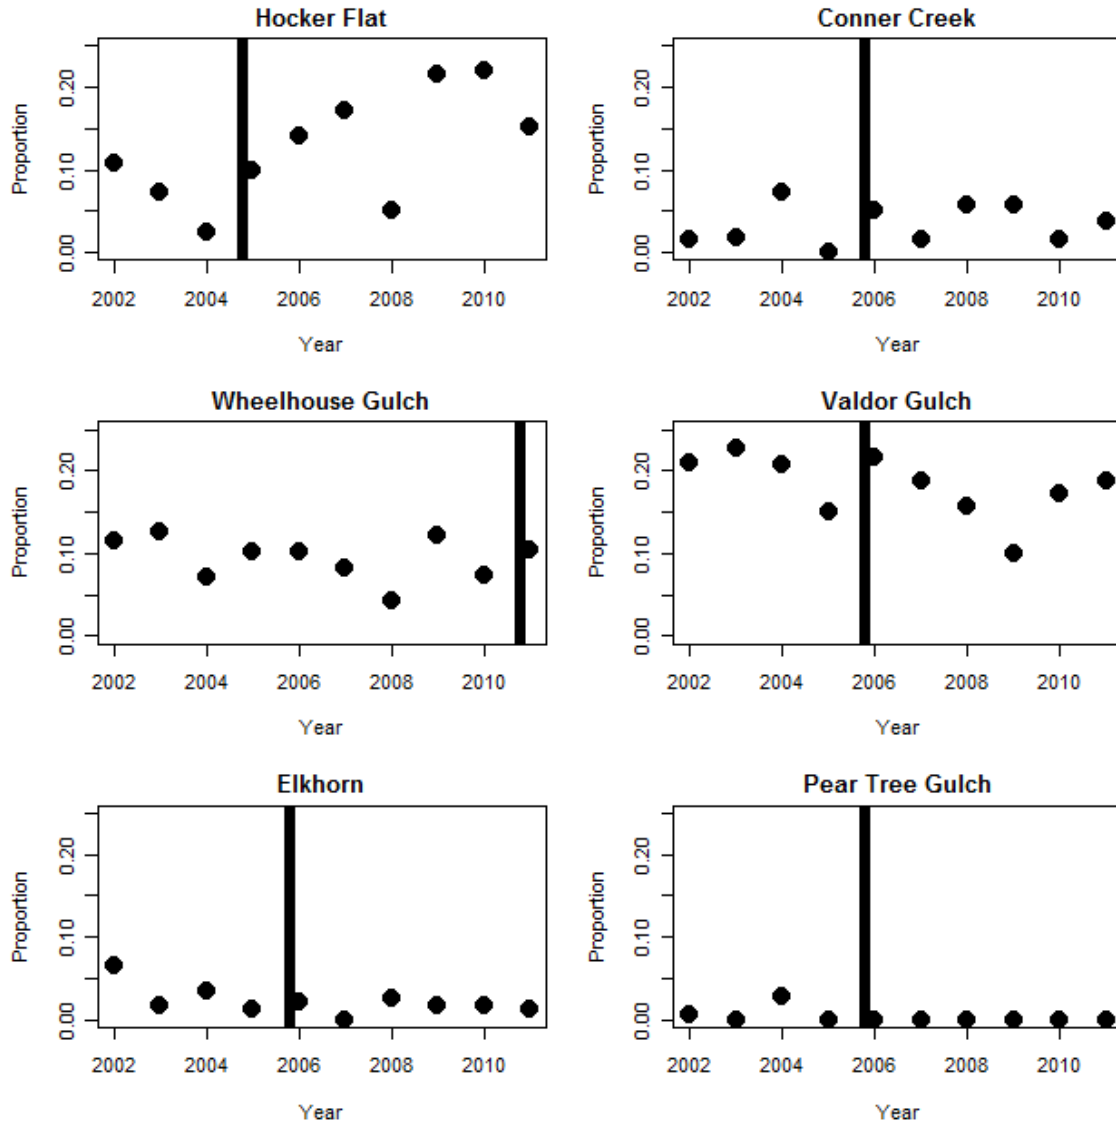 Hocker Flat
Proportion
0.00 0.10 0.20
2002 2004 2006 2008 2010
Year
Conner Creek
Proportion
0.00 0.10 0.20
2002 2004 2006 2008 2010
Year
Wheelhouse Gulch
Proportion
0.00 0.10 0.20
2002 2004 2006 2008 2010
Year
Valdor Gulch
Proportion
0.00 0.10 0.20
2002 2004 2006 2008 2010
Year
Elkhorn
Proportion
0.00 0.10 0.20
2002 2004 2006 2008 2010
Year
Pear Tree Gulch
Proportion
0.00 0.10 0.20
2002 2004 2006 2008 2010
Year